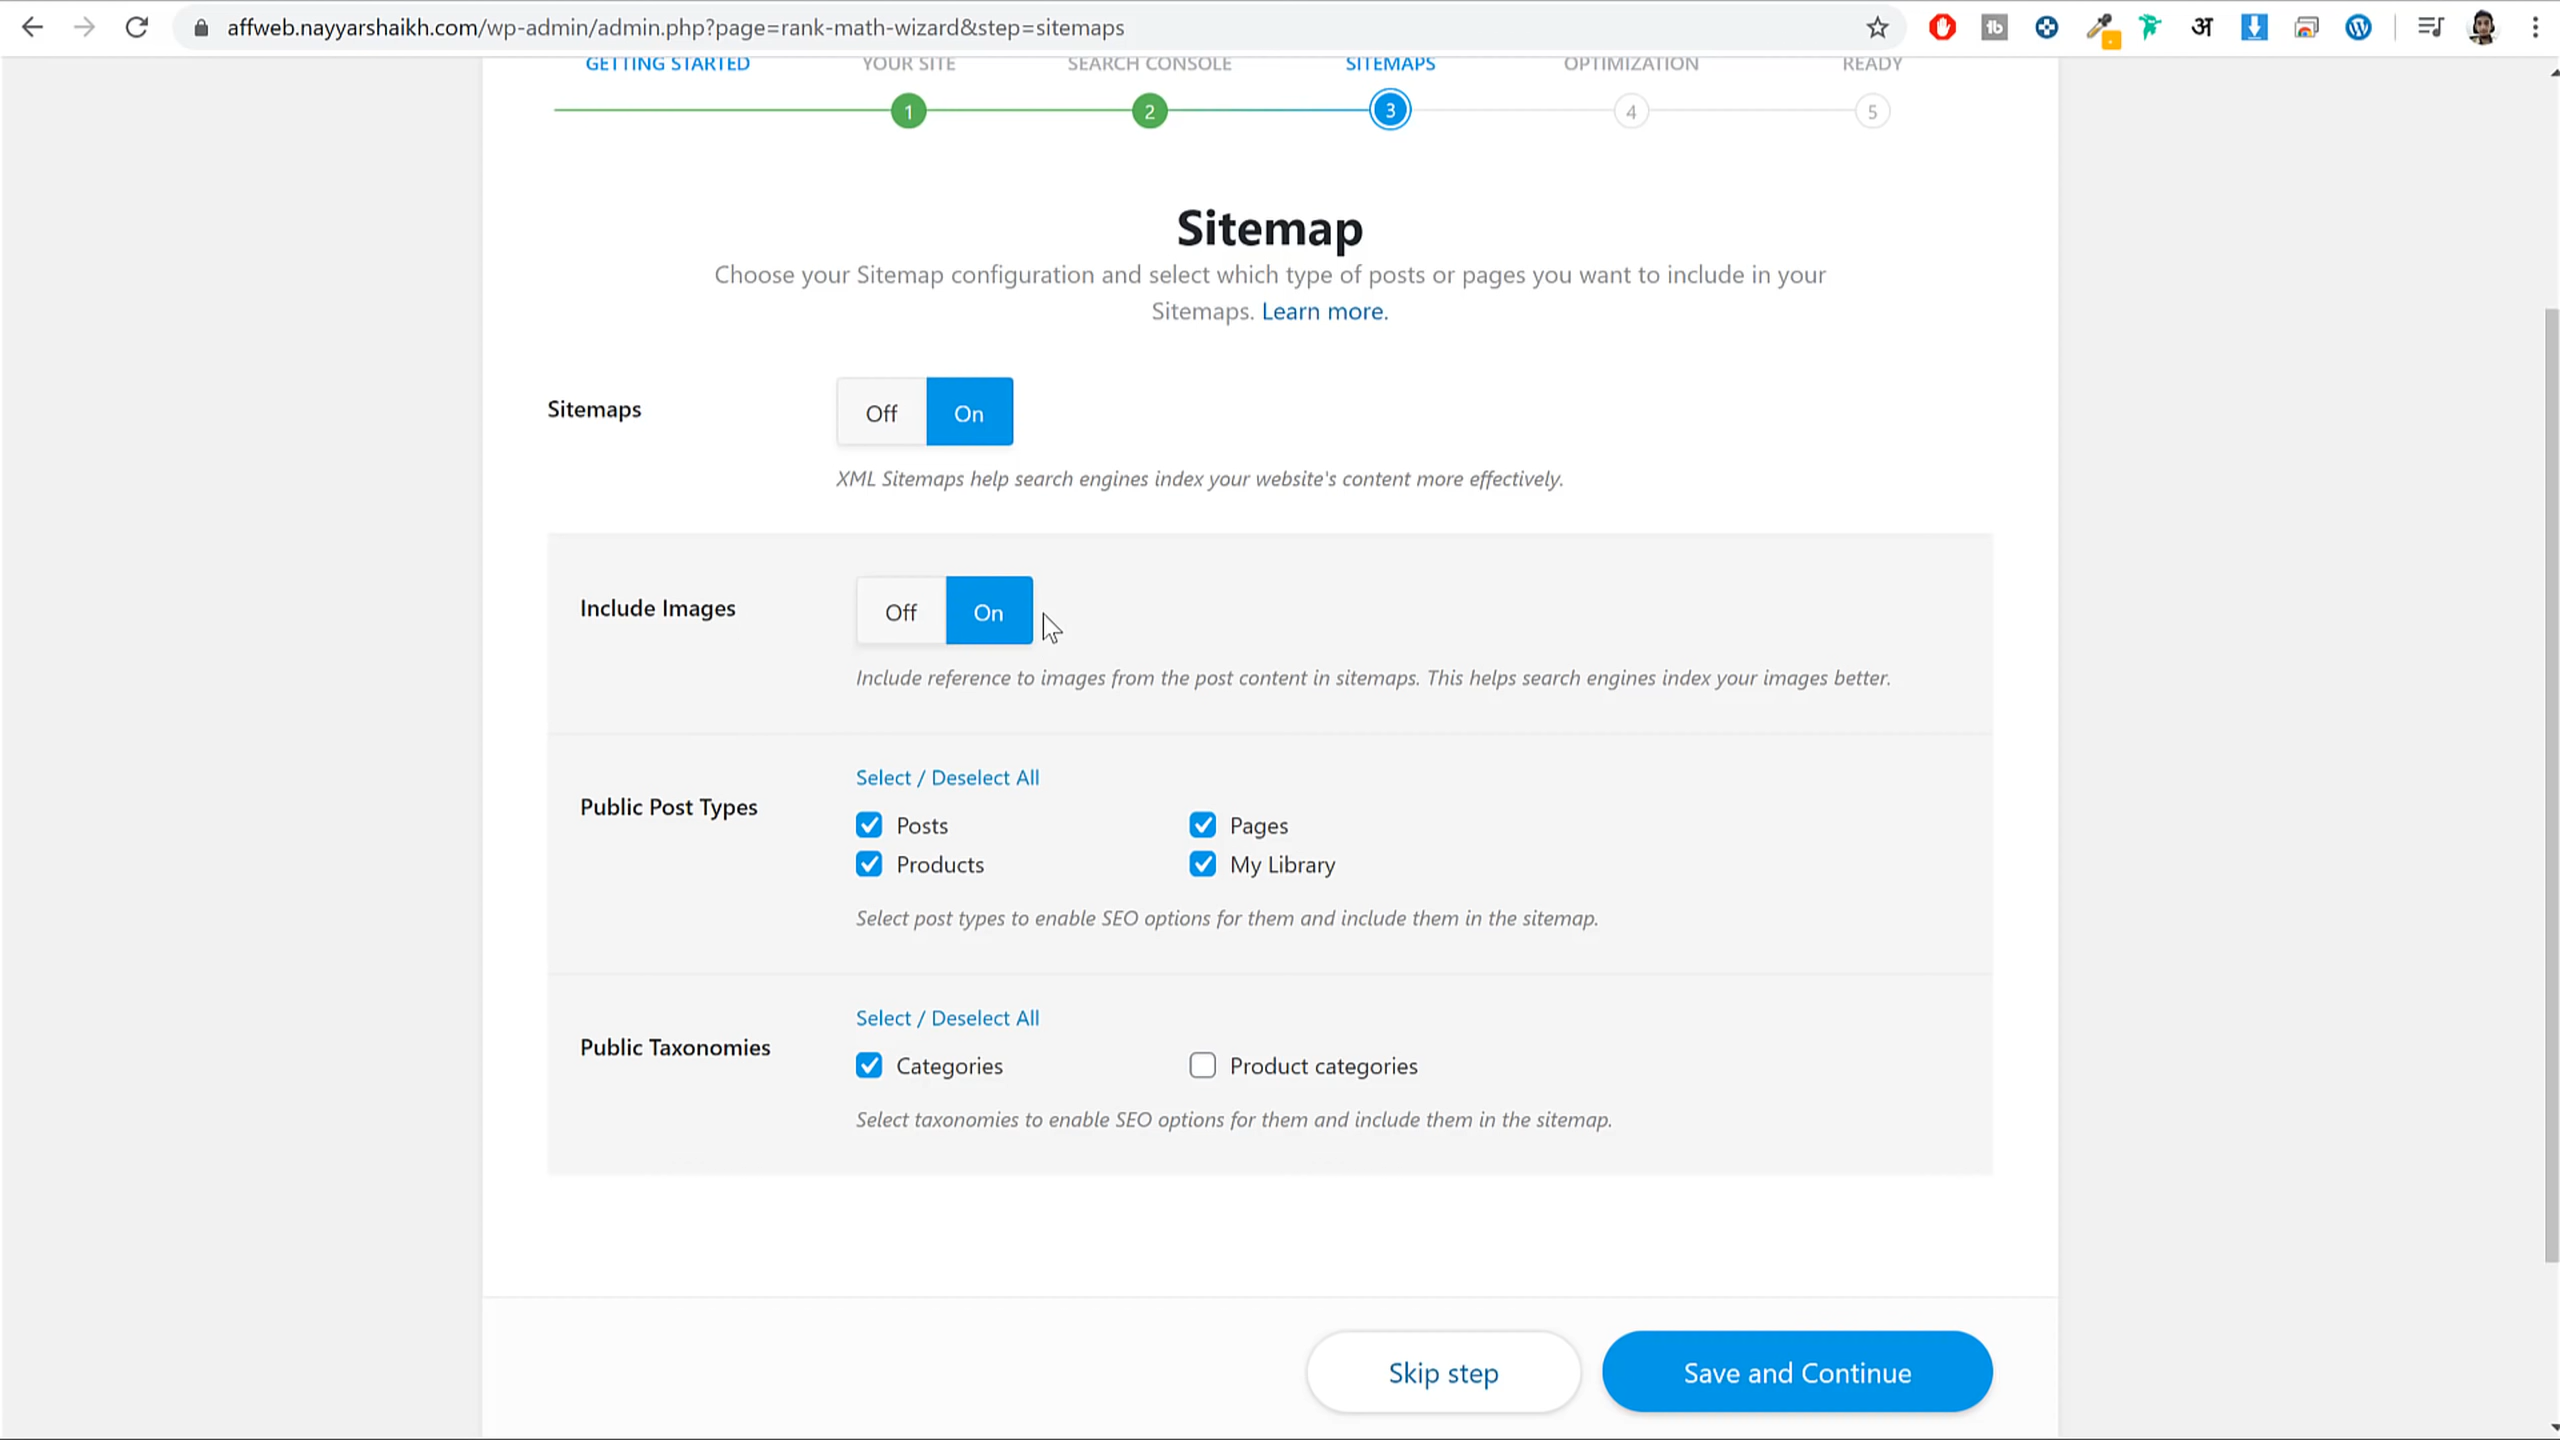 affweb.nayyarshaikh.com/wp-admin/admin.php?page=rank-math-wizard&step=sitemaps
GETTING STARTED YOUR SITE SEARCH CONSOLE SITEMAPS OPTIMIZATION READY
1 2 3 4 5
Sitemap
Choose your Sitemap configuration and select which type of posts or pages you want to include in your
Sitemaps. Learn more.
Sitemaps Off On
XML Sitemaps help search engines index your website's content more effectively.
Include Images Off On
Include reference to images from the post content in sitemaps. This helps search engines index your images better.
Select / Deselect All
Public Post Types
Posts Pages
Products My Library
Select post types to enable SEO options for them and include them in the sitemap.
Select / Deselect All
Public Taxonomies
Categories Product categories
Select taxonomies to enable SEO options for them and include them in the sitemap.
Skip step Save and Continue